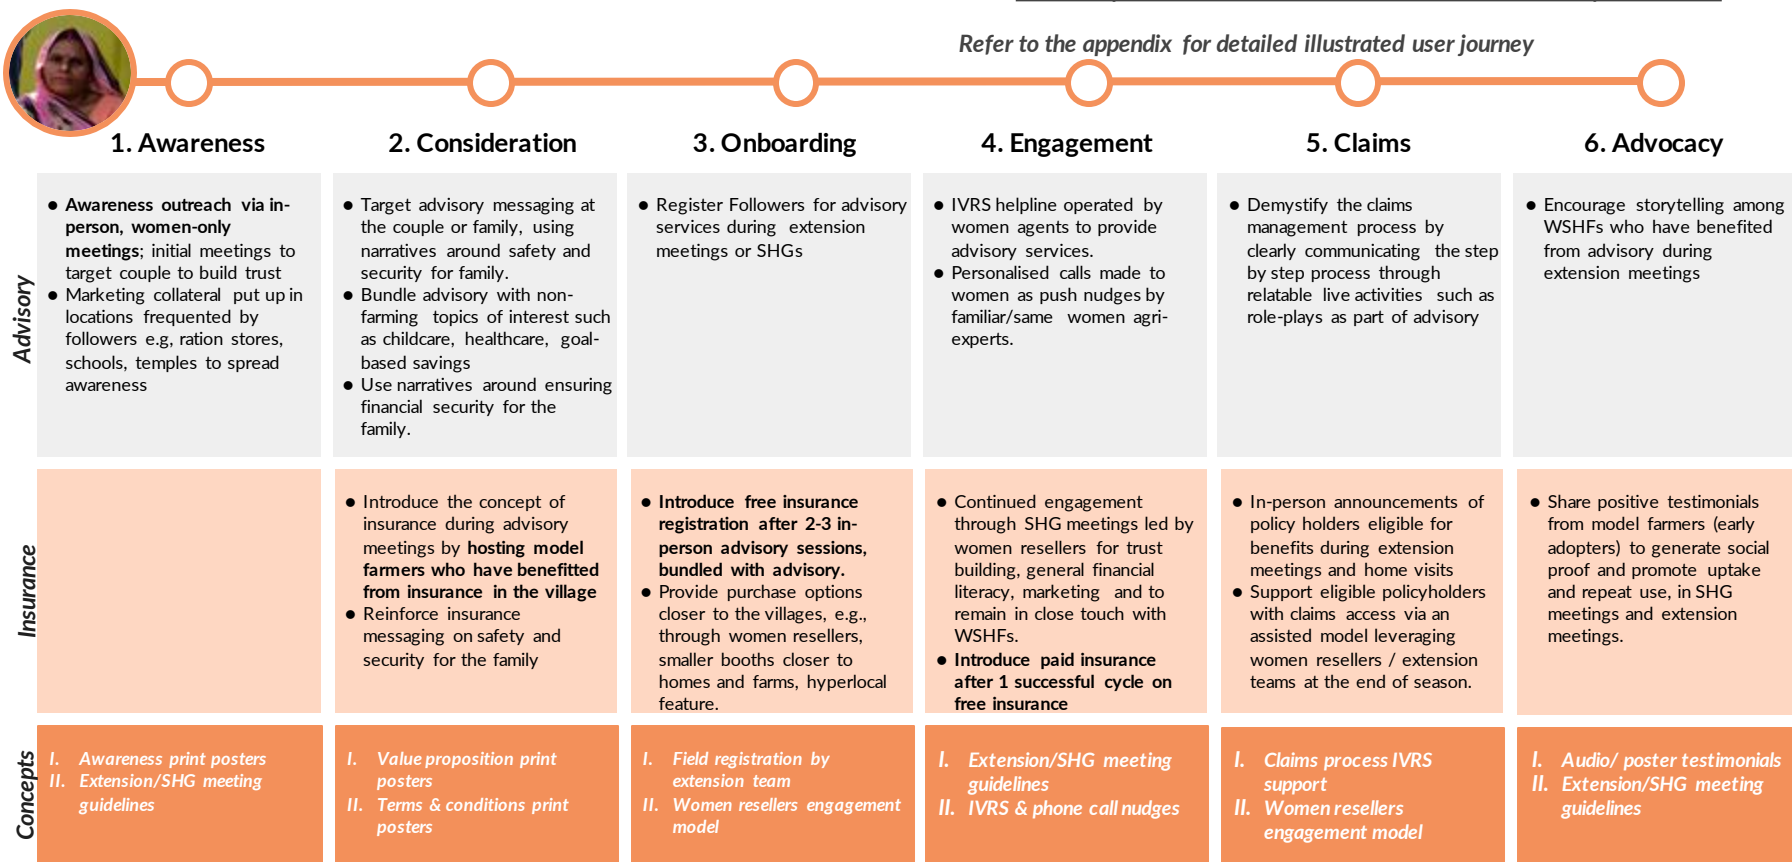 Refer to the appendix for detailed illustrated user journey
1. Awareness
2. Consideration
3. Onboarding
4. Engagement
5. Claims
6. Advocacy
Advisory
● Awareness outreach via in-
person, women-only
meetings; initial meetings to
target couple to build trust
● Marketing collateral put up in
locations frequented by
followers e.g, ration stores,
schools, temples to spread
awareness
● Target advisory messaging at
the couple or family, using
narratives around safety and
security for family.
● Bundle advisory with non-
farming topics of interest such
as childcare, healthcare, goal-
based savings
● Use narratives around ensuring
financial security for the
family.
● Register Followers for advisory
services during extension
meetings or SHGs
● IVRS helpline operated by
women agents to provide
advisory services.
● Personalised calls made to
women as push nudges by
familiar/same women agri-
experts.
● Demystify the claims
management process by
clearly communicating the step
by step process through
relatable live activities such as
role-plays as part of advisory
● Encourage storytelling among
WSHFs who have benefited
from advisory during
extension meetings
Insurance
● Introduce the concept of
insurance during advisory
meetings by hosting model
farmers who have benefitted
from insurance in the village
● Reinforce insurance
messaging on safety and
security for the family
● Introduce free insurance
registration after 2-3 in-
person advisory sessions,
bundled with advisory.
● Provide purchase options
closer to the villages, e.g.,
through women resellers,
smaller booths closer to
homes and farms, hyperlocal
feature.
● Continued engagement
through SHG meetings led by
women resellers for trust
building, general financial
literacy, marketing and to
remain in close touch with
WSHFs.
● Introduce paid insurance
after 1 successful cycle on
free insurance
● In-person announcements of
policy holders eligible for
benefits during extension
meetings and home visits
● Support eligible policyholders
with claims access via an
assisted model leveraging
women resellers / extension
teams at the end of season.
● Share positive testimonials
from model farmers (early
adopters) to generate social
proof and promote uptake
and repeat use, in SHG
meetings and extension
meetings.
Concepts
I. Awareness print posters
II. Extension/SHG meeting
guidelines
I. Value proposition print
posters
II. Terms & conditions print
posters
I. Field registration by
extension team
II. Women resellers engagement
model
I. Extension/SHG meeting
guidelines
II. IVRS & phone call nudges
I. Claims process IVRS
support
II. Women resellers
engagement model
I. Audio/ poster testimonials
II. Extension/SHG meeting
guidelines